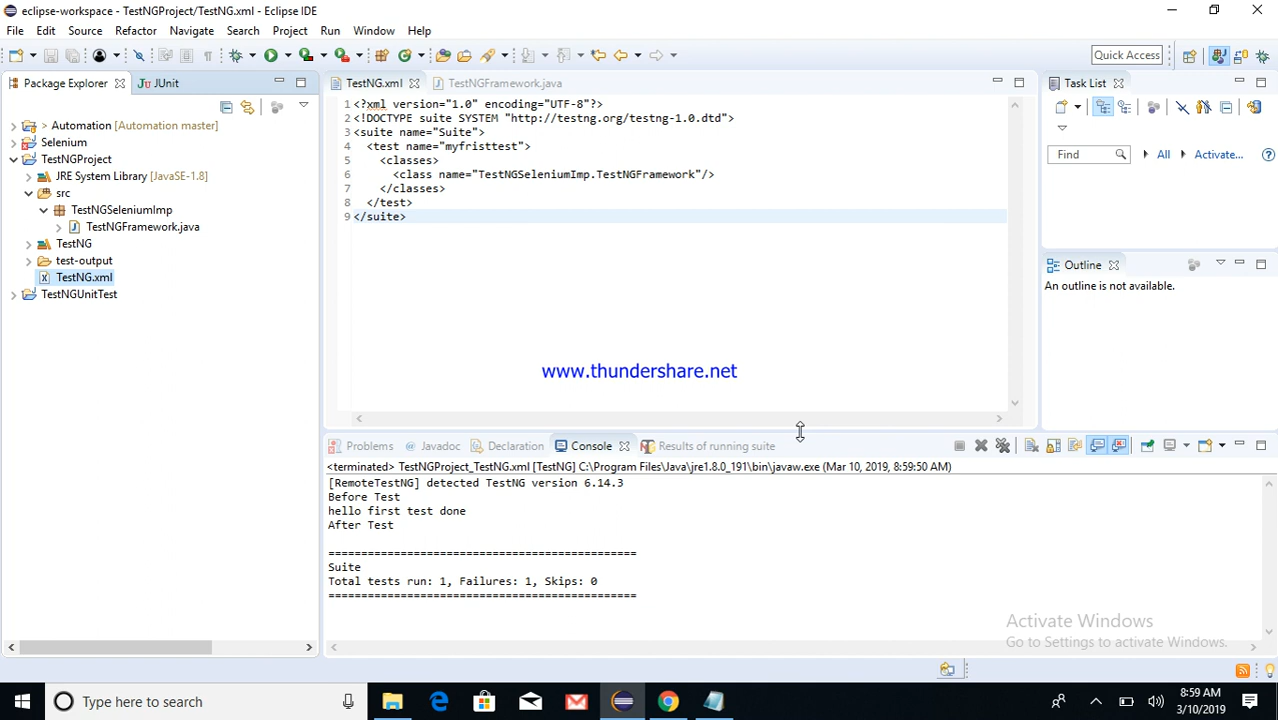 eclipse-workspace - TestNGProject/TestNG.xml - Eclipse IDE
File Edit Source Refactor Navigate Search Project Run Window Help
Quick Access
Package Explorer
JUnit
> Automation [Automation master]
Selenium
TestNGProject
JRE System Library [JavaSE-1.8]
src
TestNGSeleniumImp
TestNGFramework.java
TestNG
test-output
TestNG.xml
TestNGUnitTest
TestNG.xml
TestNGFramework.java
1 <?xml version="1.0" encoding="UTF-8"?>
2 <!DOCTYPE suite SYSTEM "http://testng.org/testng-1.0.dtd">
3 <suite name="Suite">
4 <test name="myfristtest">
5 <classes>
6 <class name="TestNGSeleniumImp.TestNGFramework"/>
7 </classes>
8 </test>
9 </suite>
www.thundershare.net
Task List
Find
All
Activate...
Outline
An outline is not available.
Problems @ Javadoc Declaration Console Results of running suite
<terminated> TestNGProject_TestNG.xml [TestNG] C:\Program Files\Java\jre1.8.0_191\bin\javaw.exe (Mar 10, 2019, 8:59:50 AM)
[RemoteTestNG] detected TestNG version 6.14.3
Before Test
hello first test done
After Test
===============================================
Suite
Total tests run: 1, Failures: 1, Skips: 0
===============================================
Activate Windows
Go to Settings to activate Windows.
Type here to search
8:59 AM
3/10/2019